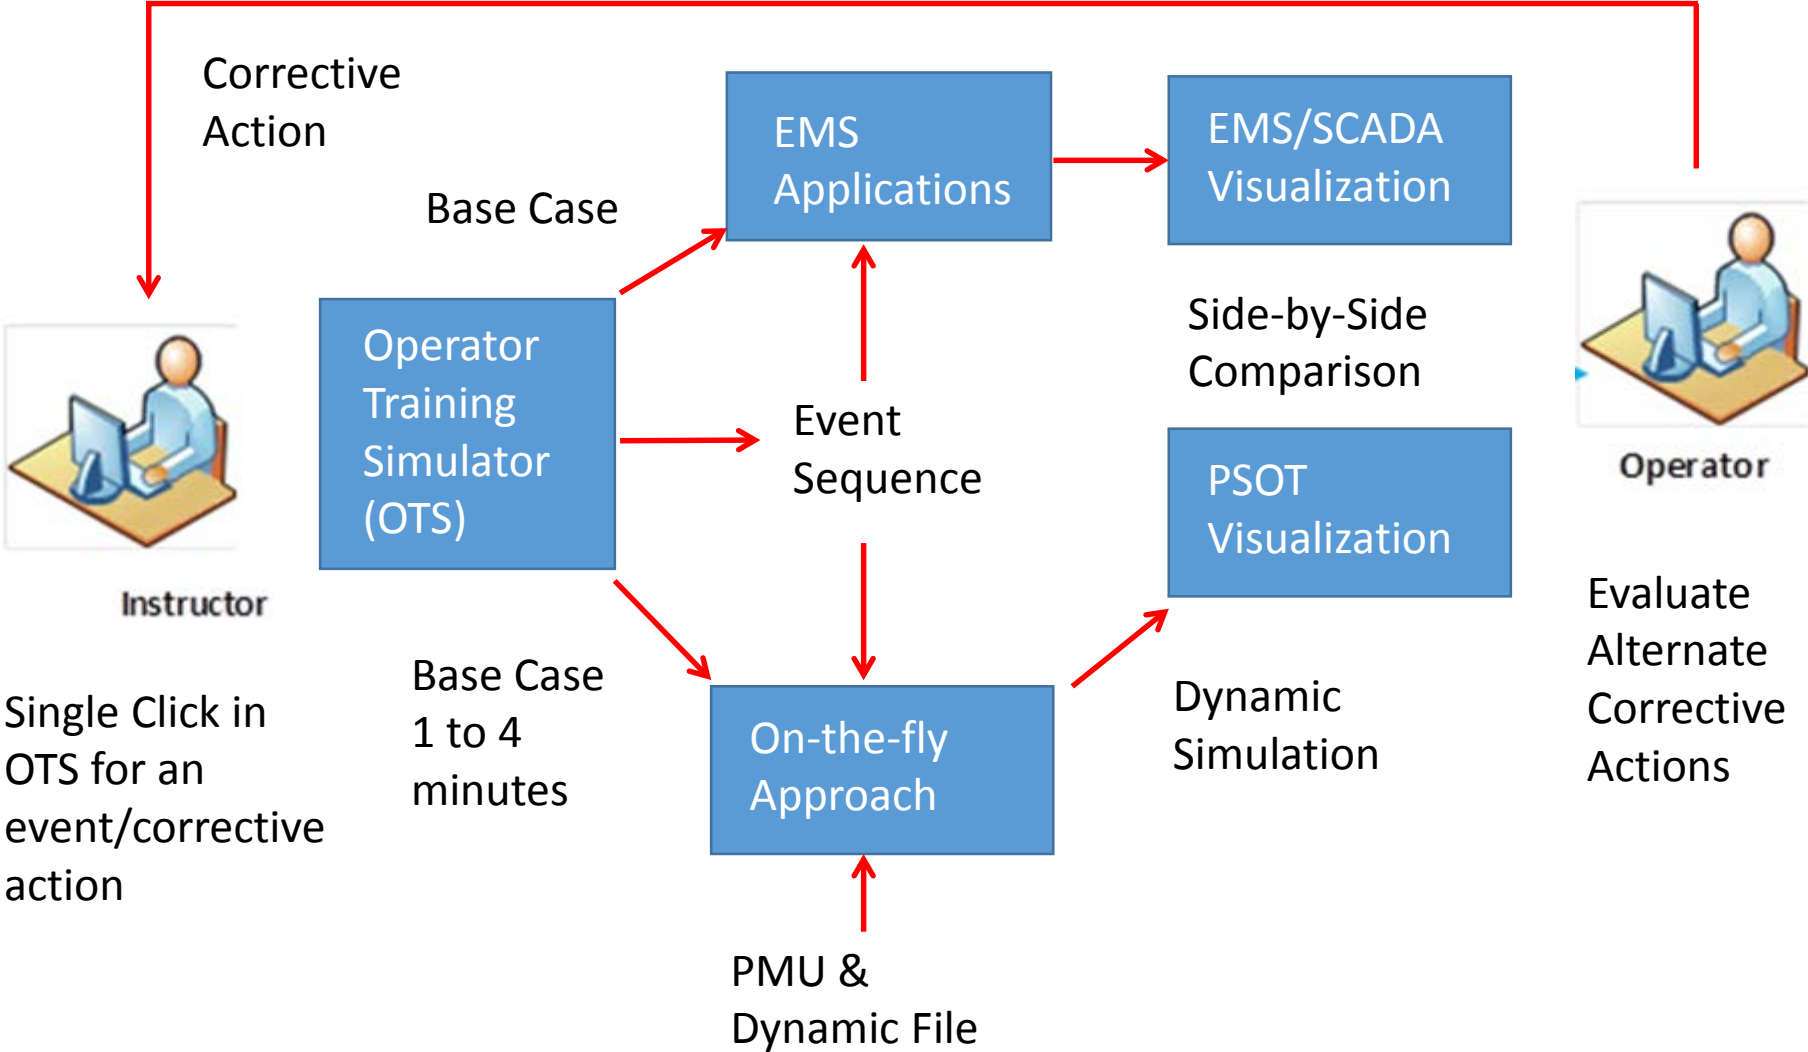 Corrective
Action
Base Case
EMS
Applications
EMS/SCADA
Visualization
Operator
Training
Simulator
(OTS)
Event
Sequence
Side-by-Side
Comparison
PSOT
Visualization
Operator
Instructor
Single Click in
OTS for an
event/corrective
action
Base Case
1 to 4
minutes
On-the-fly
Approach
Dynamic
Simulation
Evaluate
Alternate
Corrective
Actions
PMU &
Dynamic File